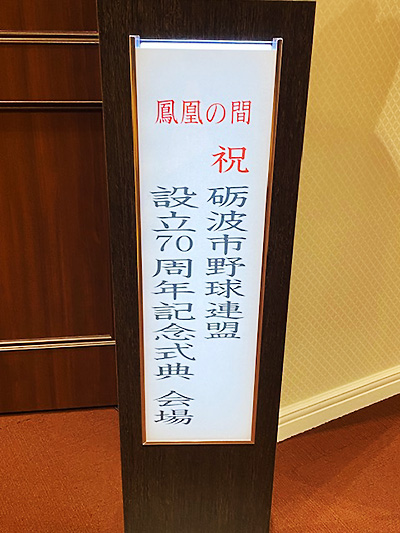 鳳凰の間
祝
砺波市野球連盟
設立70周年記念式典 会場